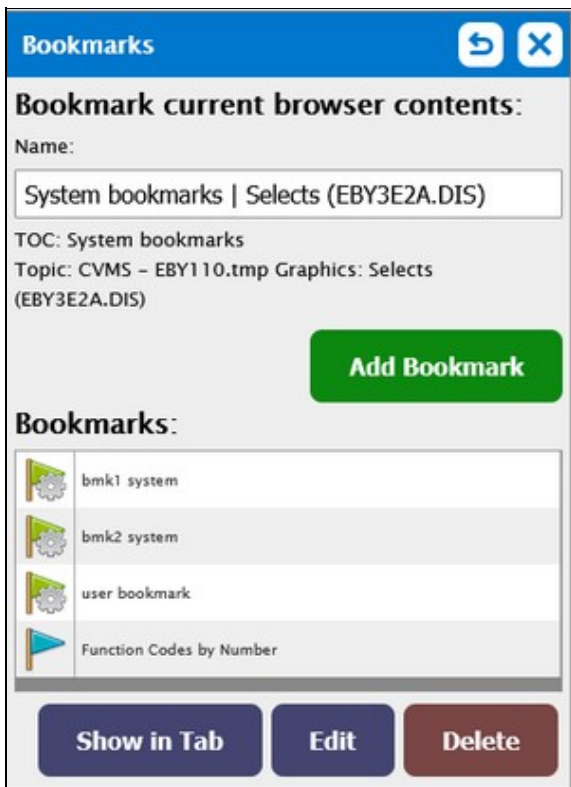 Bookmarks
Bookmark current browser contents:
Name:
System bookmarks | Selects (EBY3E2A.DIS)
TOC: System bookmarks
Topic: CVMS – EBY110.tmp Graphics: Selects
(EBY3E2A.DIS)
Add Bookmark
Bookmarks:
bmk1 system
bmk2 system
user bookmark
Function Codes by Number
Show in Tab
Edit
Delete